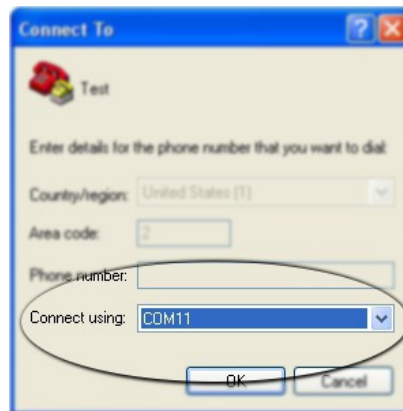 Connect To
Test
Enter details for the phone number that you want to dial:
Country/region: United States (1)
Area code: 2
Phone number:
Connect using: COM11
OK Cancel